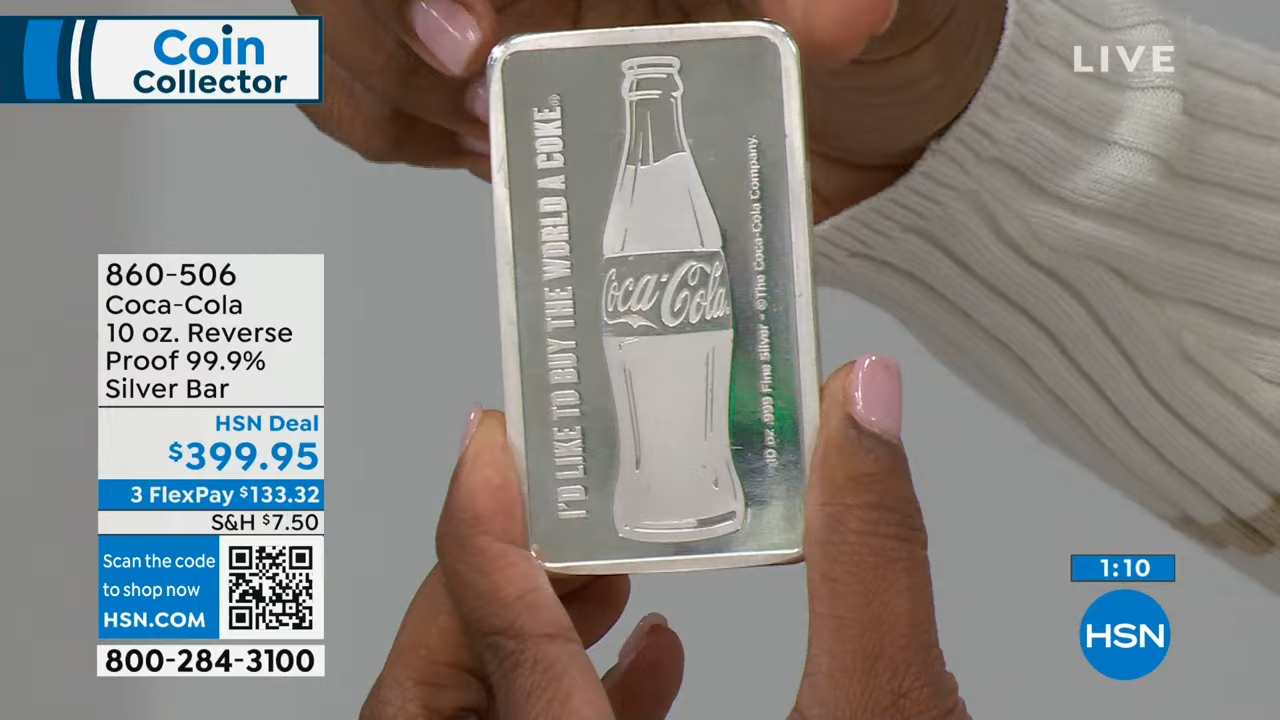 Coin
Collector
LIVE
860-506
Coca-Cola
10 oz. Reverse
Proof 99.9%
Silver Bar
HSN Deal
$399.95
3 FlexPay $133.32
S&H $7.50
Scan the code
to shop now
HSN.COM
800-284-3100
I'D LIKE TO BUY THE WORLD A COKE®
Coca-Cola®
10 oz .999 Fine Silver - ©The Coca-Cola Company.
1:10
HSN